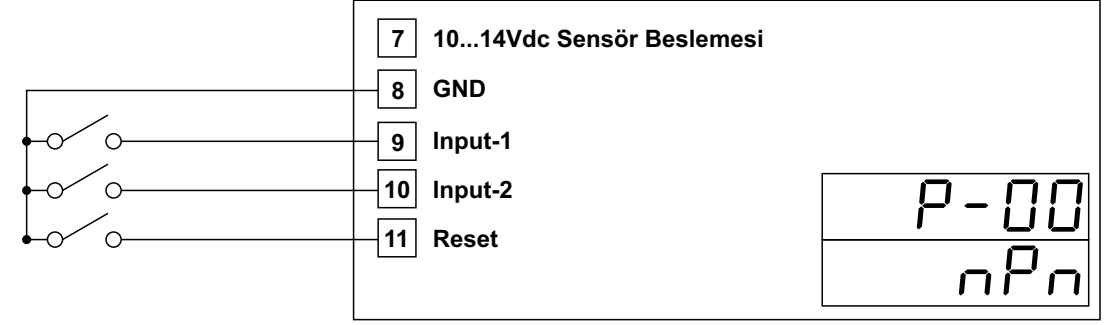 7 10...14Vdc Sensör Beslemesi
8 GND
9 Input-1
10 Input-2
11 Reset
P-00
nPn